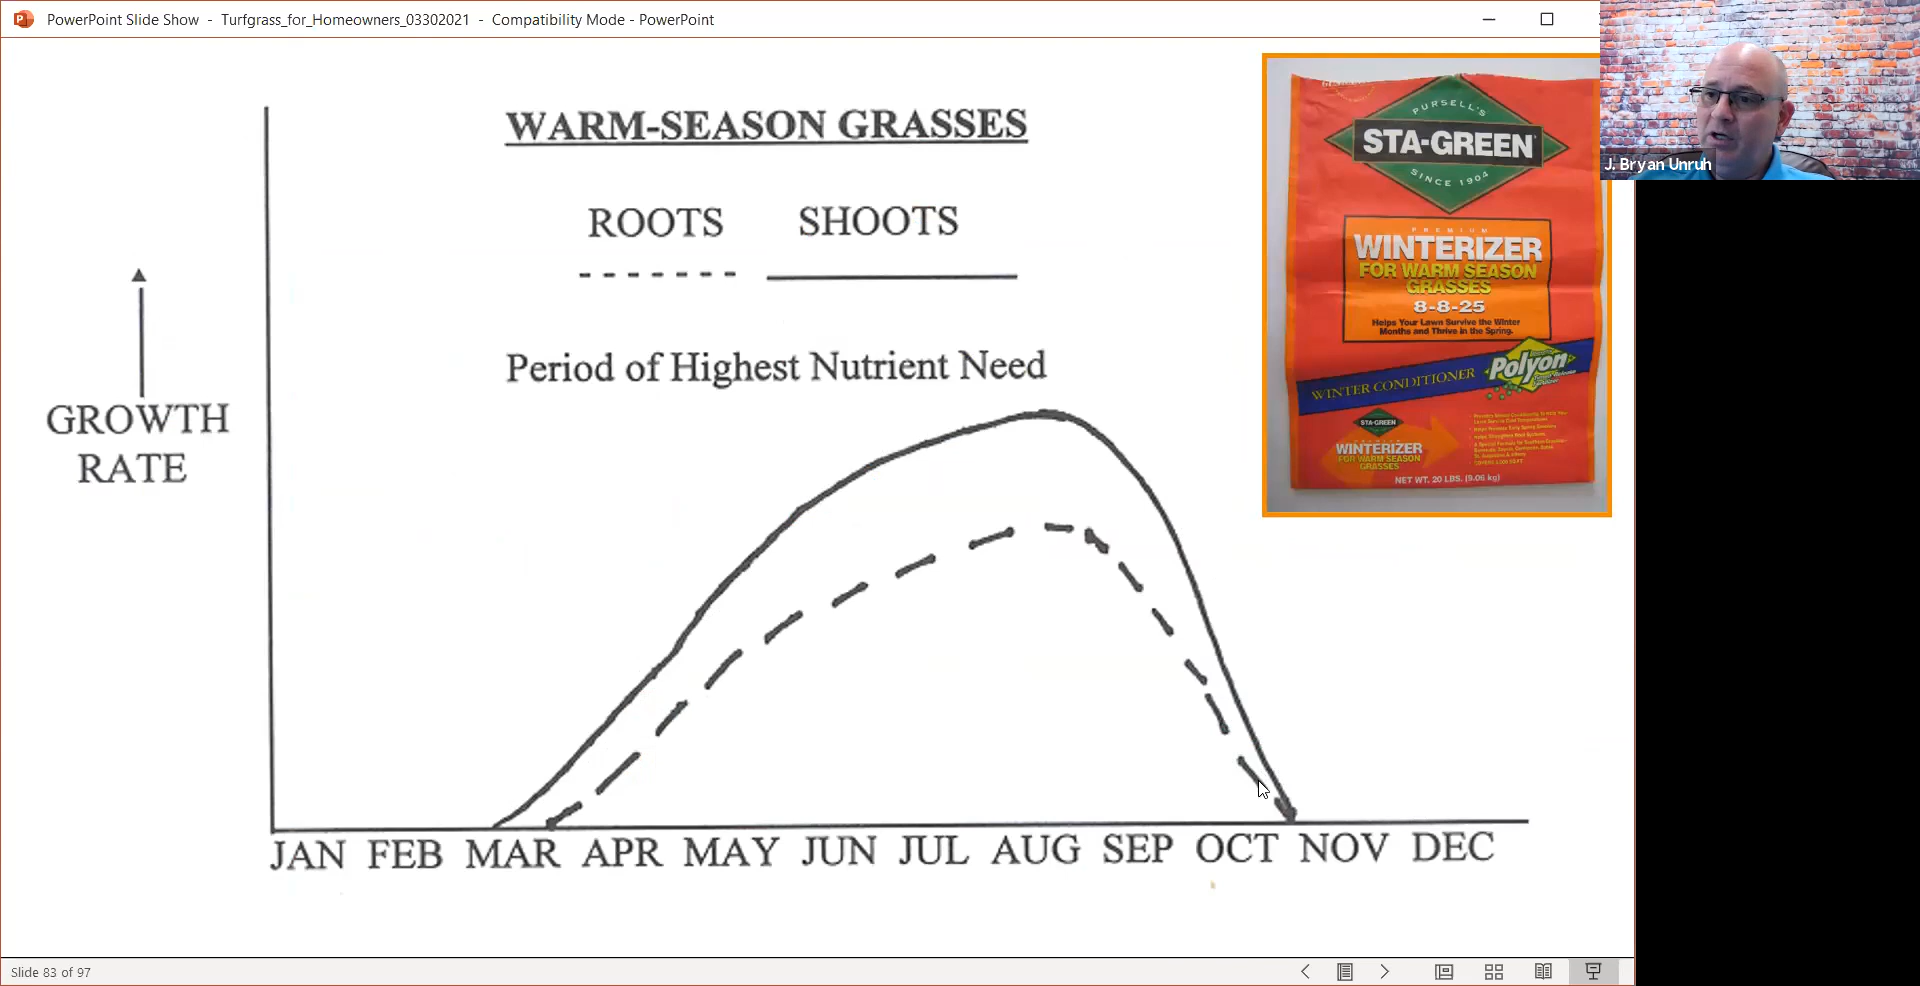 PowerPoint Slide Show - Turfgrass_for_Homeowners_03302021 - Compatibility Mode - PowerPoint
WARM-SEASON GRASSES
ROOTS SHOOTS
Period of Highest Nutrient Need
GROWTH
RATE
JAN FEB MAR APR MAY JUN JUL AUG SEP OCT NOV DEC
PURSELL'S
STA-GREEN
SINCE 1904
PREMIUM
WINTERIZER
FOR WARM SEASON
GRASSES
8-8-25
Helps Your Lawn Survive the Winter
Months and Thrive in the Spring.
WINTER CONDITIONER
Polyon
STA-GREEN
WINTERIZER
FOR WARM SEASON
GRASSES
NET WT. 20 LBS. (9.06 kg)
J. Bryan Unruh
Slide 83 of 97